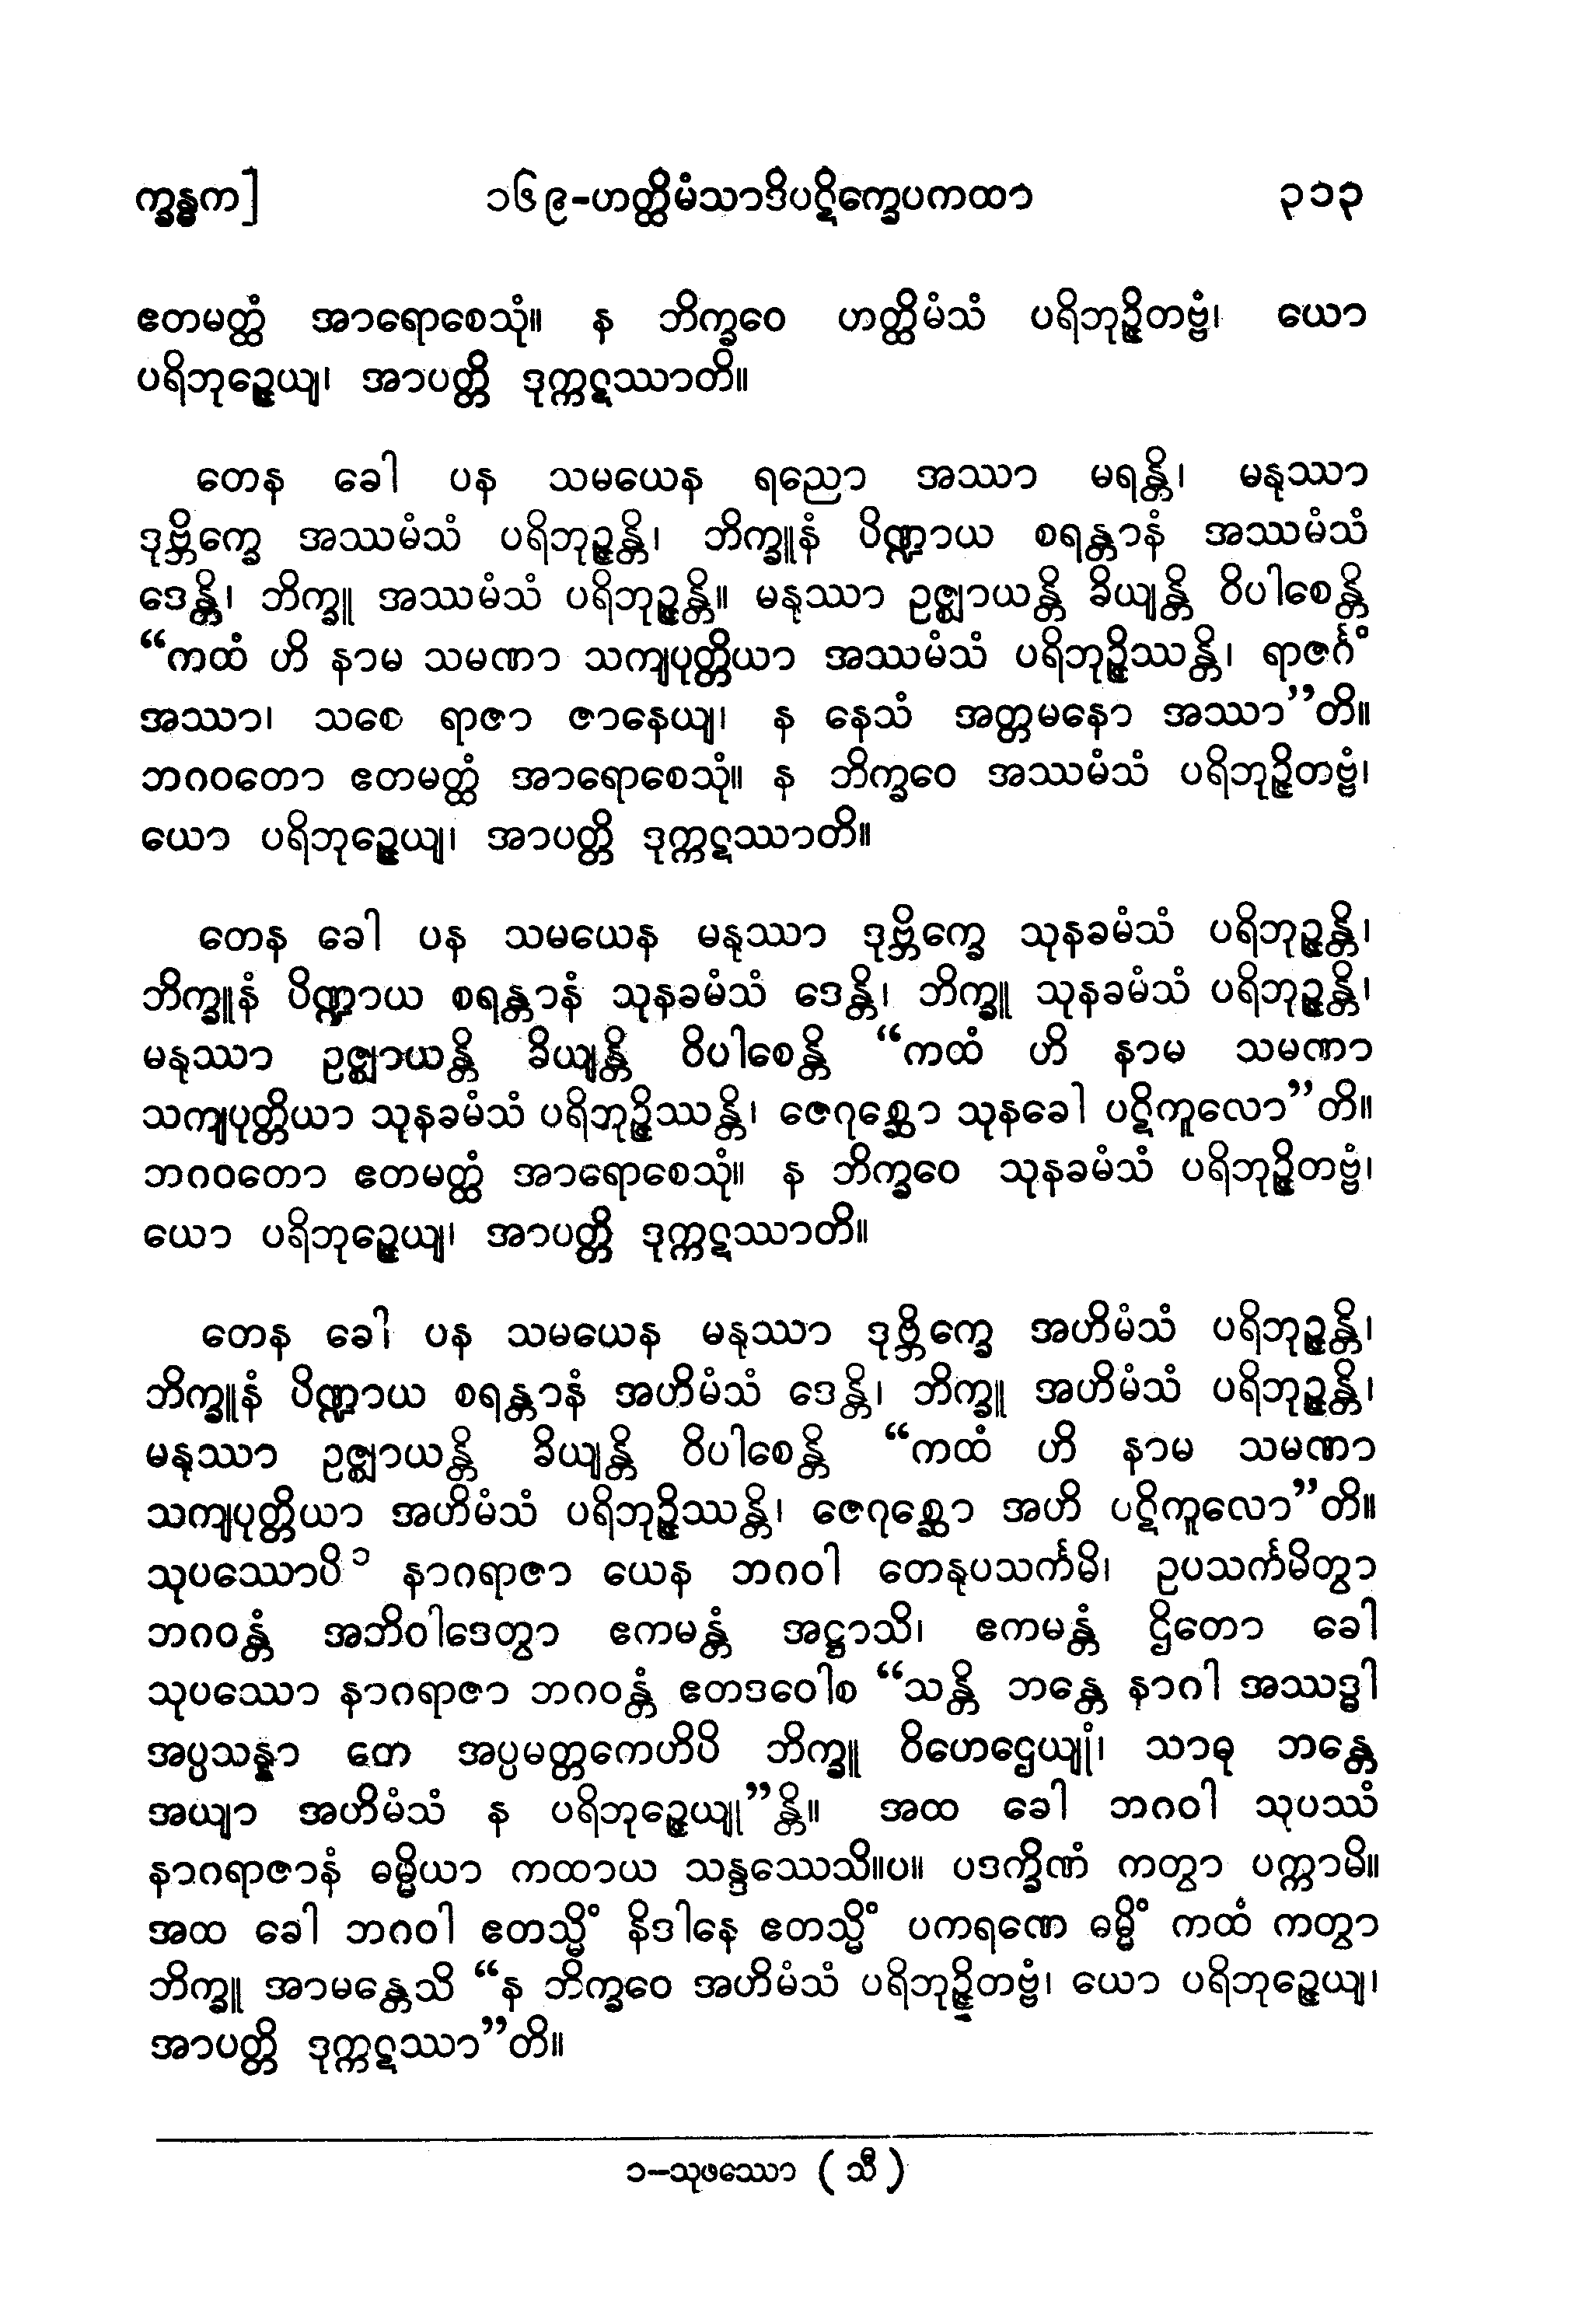 က္ခန္ဓက] ၁၆၉-ဟတ္ထိမံသာဒိပဋိက္ခေပကထာ ၃၁၃
ဧတမတ္ထံ အာရောစေသုံ။ န ဘိက္ခဝေ ဟတ္ထိမံသံ ပရိဘုဉ္ဇိတဗ္ဗံ၊ ယော
ပရိဘုဉ္ဇေယျ၊ အာပတ္တိ ဒုက္ကဋဿာတိ။
တေန ခေါ ပန သမယေန ရညော အဿာ မရန္တိ၊ မနုဿာ
ဒုဗ္ဘိက္ခေ အဿမံသံ ပရိဘုဉ္ဇန္တိ၊ ဘိက္ခူနံ ပိဏ္ဍာယ စရန္တာနံ အဿမံသံ
ဒေန္တိ၊ ဘိက္ခူ အဿမံသံ ပရိဘုဉ္ဇန္တိ။ မနုဿာ ဥဇ္ဈာယန္တိ ခိယျန္တိ ဝိပါစေန္တိ
“ကထံ ဟိ နာမ သမဏာ သကျပုတ္တိယာ အဿမံသံ ပရိဘုဉ္ဇိဿန္တိ၊ ရာဇင်္ဂံ
အဿာ၊ သစေ ရာဇာ ဇာနေယျ၊ န နေသံ အတ္တမနော အဿာ”တိ။
ဘဂဝတော ဧတမတ္ထံ အာရောစေသုံ။ န ဘိက္ခဝေ အဿမံသံ ပရိဘုဉ္ဇိတဗ္ဗံ၊
ယော ပရိဘုဉ္ဇေယျ၊ အာပတ္တိ ဒုက္ကဋဿာတိ။
တေန ခေါ ပန သမယေန မနုဿာ ဒုဗ္ဘိက္ခေ သုနခမံသံ ပရိဘုဉ္ဇန္တိ၊
ဘိက္ခူနံ ပိဏ္ဍာယ စရန္တာနံ သုနခမံသံ ဒေန္တိ၊ ဘိက္ခူ သုနခမံသံ ပရိဘုဉ္ဇန္တိ၊
မနုဿာ ဥဇ္ဈာယန္တိ ခိယျန္တိ ဝိပါစေန္တိ “ကထံ ဟိ နာမ သမဏာ
သကျပုတ္တိယာ သုနခမံသံ ပရိဘုဉ္ဇိဿန္တိ၊ ဇေဂုစ္ဆော သုနခေါ ပဋိကူလော”တိ။
ဘဂဝတော ဧတမတ္ထံ အာရောစေသုံ။ န ဘိက္ခဝေ သုနခမံသံ ပရိဘုဉ္ဇိတဗ္ဗံ၊
ယော ပရိဘုဉ္ဇေယျ၊ အာပတ္တိ ဒုက္ကဋဿာတိ။
တေန ခေါ ပန သမယေန မနုဿာ ဒုဗ္ဘိက္ခေ အဟိမံသံ ပရိဘုဉ္ဇန္တိ၊
ဘိက္ခူနံ ပိဏ္ဍာယ စရန္တာနံ အဟိမံသံ ဒေန္တိ၊ ဘိက္ခူ အဟိမံသံ ပရိဘုဉ္ဇန္တိ၊
မနုဿာ ဥဇ္ဈာယန္တိ ခိယျန္တိ ဝိပါစေန္တိ “ကထံ ဟိ နာမ သမဏာ
သကျပုတ္တိယာ အဟိမံသံ ပရိဘုဉ္ဇိဿန္တိ၊ ဇေဂုစ္ဆော အဟိ ပဋိကူလော”တိ။
သုပဿောပိ၁ နာဂရာဇာ ယေန ဘဂဝါ တေနုပသင်္ကမိ၊ ဥပသင်္ကမိတွာ
ဘဂဝန္တံ အဘိဝါဒေတွာ ဧကမန္တံ အဋ္ဌာသိ၊ ဧကမန္တံ ဌိတော ခေါ
သုပဿော နာဂရာဇာ ဘဂဝန္တံ ဧတဒဝေါစ “သန္တိ ဘန္တေ နာဂါ အဿဒ္ဓါ
အပ္ပသန္နာ တေ အပ္ပမတ္တကေဟိပိ ဘိက္ခူ ဝိဟေဌေယျုံ၊ သာဓု ဘန္တေ
အယျာ အဟိမံသံ န ပရိဘုဉ္ဇေယျု”န္တိ။ အထ ခေါ ဘဂဝါ သုပဿံ
နာဂရာဇာနံ ဓမ္မိယာ ကထာယ သန္ဒဿေသိ။ပ။ ပဒက္ခိဏံ ကတွာ ပက္ကာမိ။
အထ ခေါ ဘဂဝါ ဧတသ္မိံ နိဒါနေ ဧတသ္မိံ ပကရဏေ ဓမ္မိံ ကထံ ကတွာ
ဘိက္ခူ အာမန္တေသိ “န ဘိက္ခဝေ အဟိမံသံ ပရိဘုဉ္ဇိတဗ္ဗံ၊ ယော ပရိဘုဉ္ဇေယျ၊
အာပတ္တိ ဒုက္ကဋဿာ”တိ။
၁-သုဖဿော (သီ)